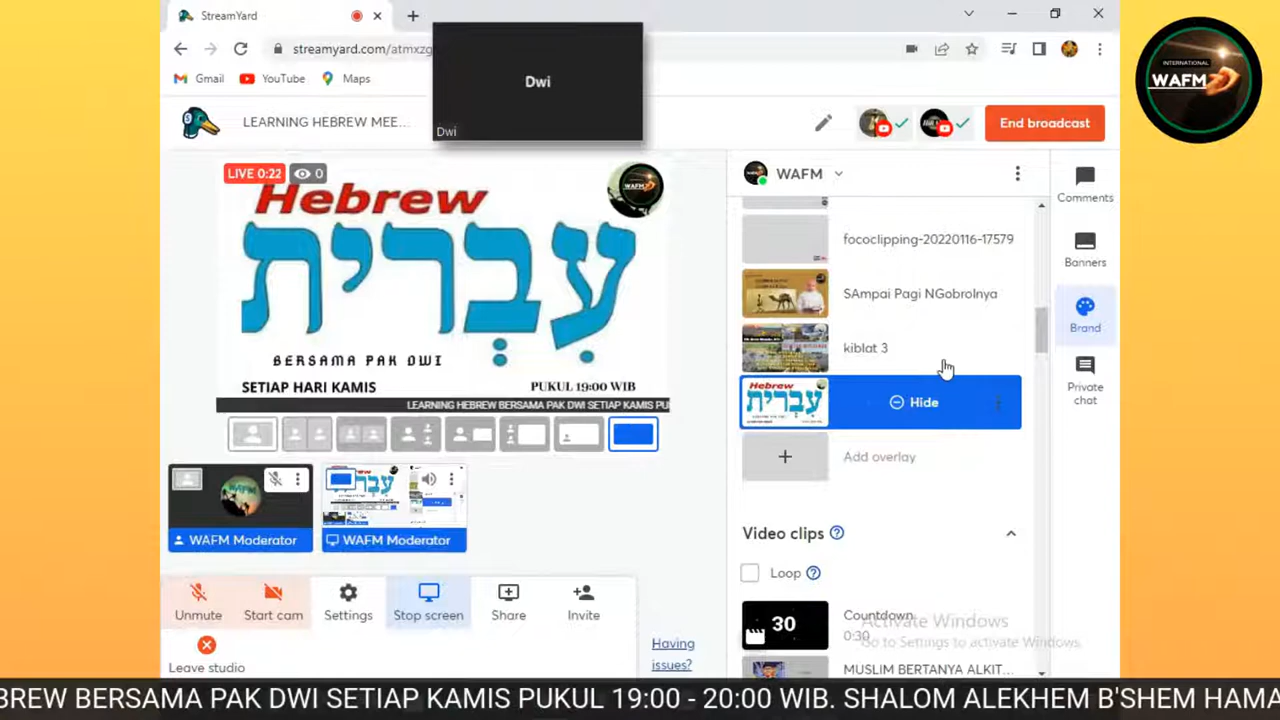 StreamYard
streamyard.com/atmxzg
Gmail
YouTube
Maps
Dwi
Dwi
INTERNATIONAL
WAFM
LEARNING HEBREW MEE...
End broadcast
LIVE 0:22
0
Hebrew
עִבְרִית
BERSAMA PAK DWI
SETIAP HARI KAMIS
PUKUL 19:00 WIB
LEARNING HEBREW BERSAMA PAK DWI SETIAP KAMIS PU
WAFM Moderator
WAFM Moderator
Unmute
Start cam
Settings
Stop screen
Share
Invite
Leave studio
Having
issues?
WAFM
fococlipping-20220116-17579
SAmpai Pagi NGobrolnya
kiblat 3
Hebrew
עִבְרִית
Hide
Add overlay
Video clips
Loop
30
Countdown
0:30
MUSLIM BERTANYA ALKIT...
Activate Windows
Go to Settings to activate Windows.
Comments
Banners
Brand
Private
chat
BREW BERSAMA PAK DWI SETIAP KAMIS PUKUL 19:00 - 20:00 WIB. SHALOM ALEKHEM B'SHEM HAMA